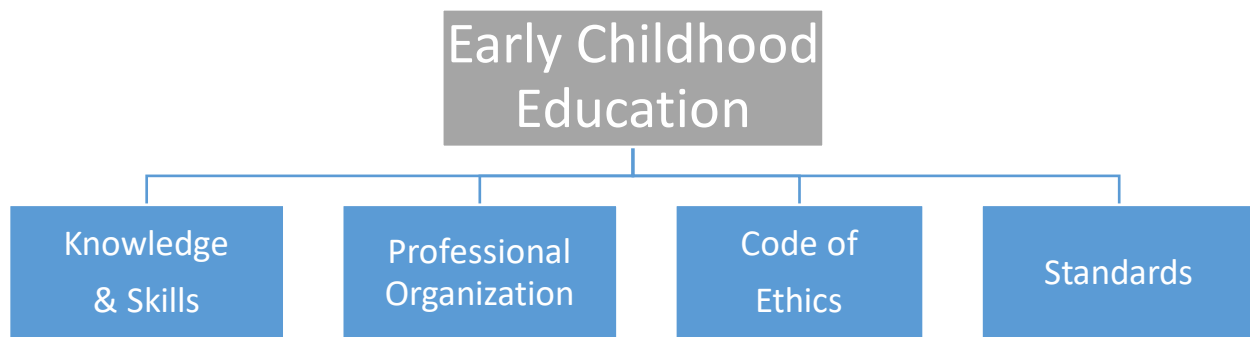 Early Childhood
Education
Knowledge
& Skills
Professional
Organization
Code of
Ethics
Standards